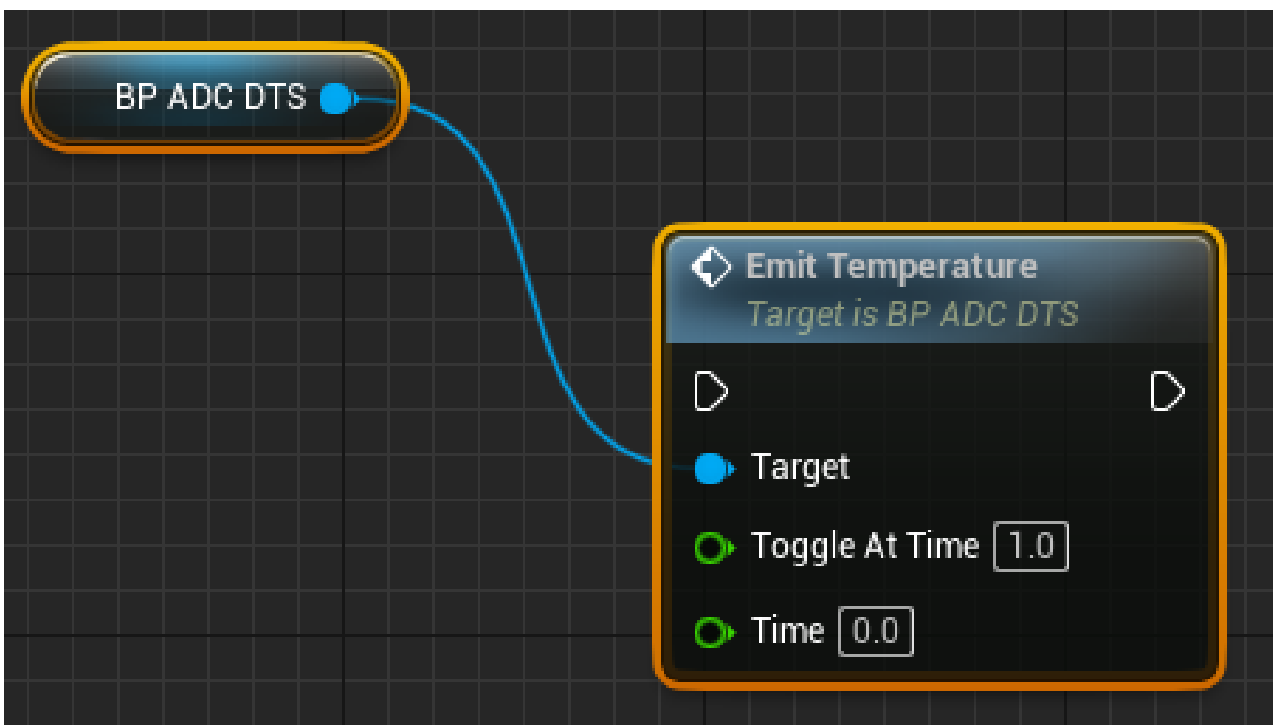 BP ADC DTS
Emit Temperature
Target is BP ADC DTS
Target
Toggle At Time 1.0
Time 0.0